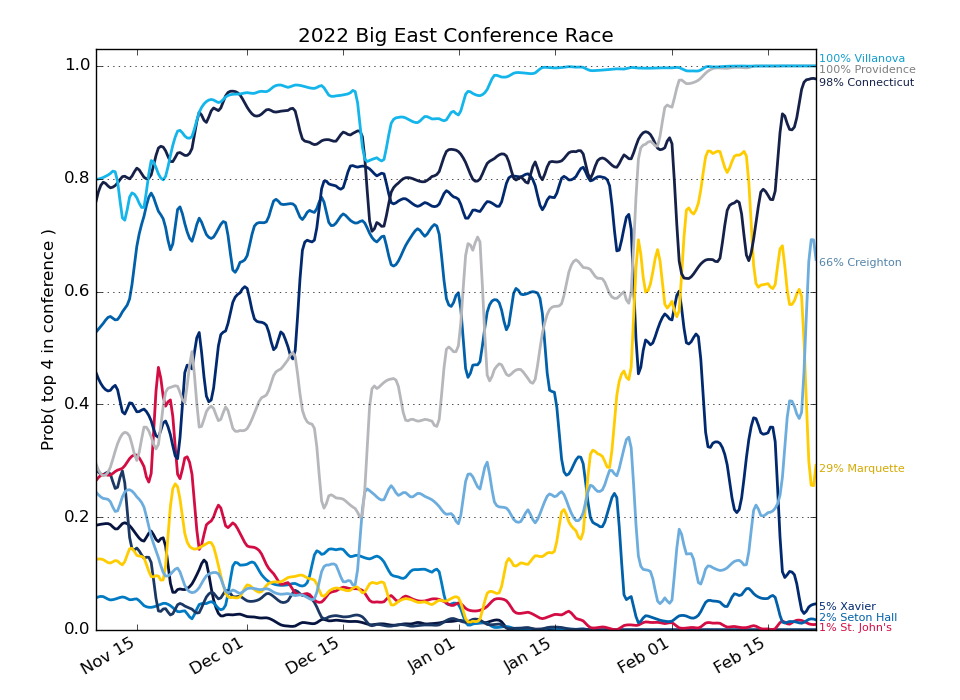 2022 Big East Conference Race
Prob( top 4 in conference )
1.0
0.8
0.6
0.4
0.2
0.0
Nov 15
Dec 01
Dec 15
Jan 01
Jan 15
Feb 01
Feb 15
100% Villanova
100% Providence
98% Connecticut
66% Creighton
29% Marquette
5% Xavier
2% Seton Hall
1% St. John's